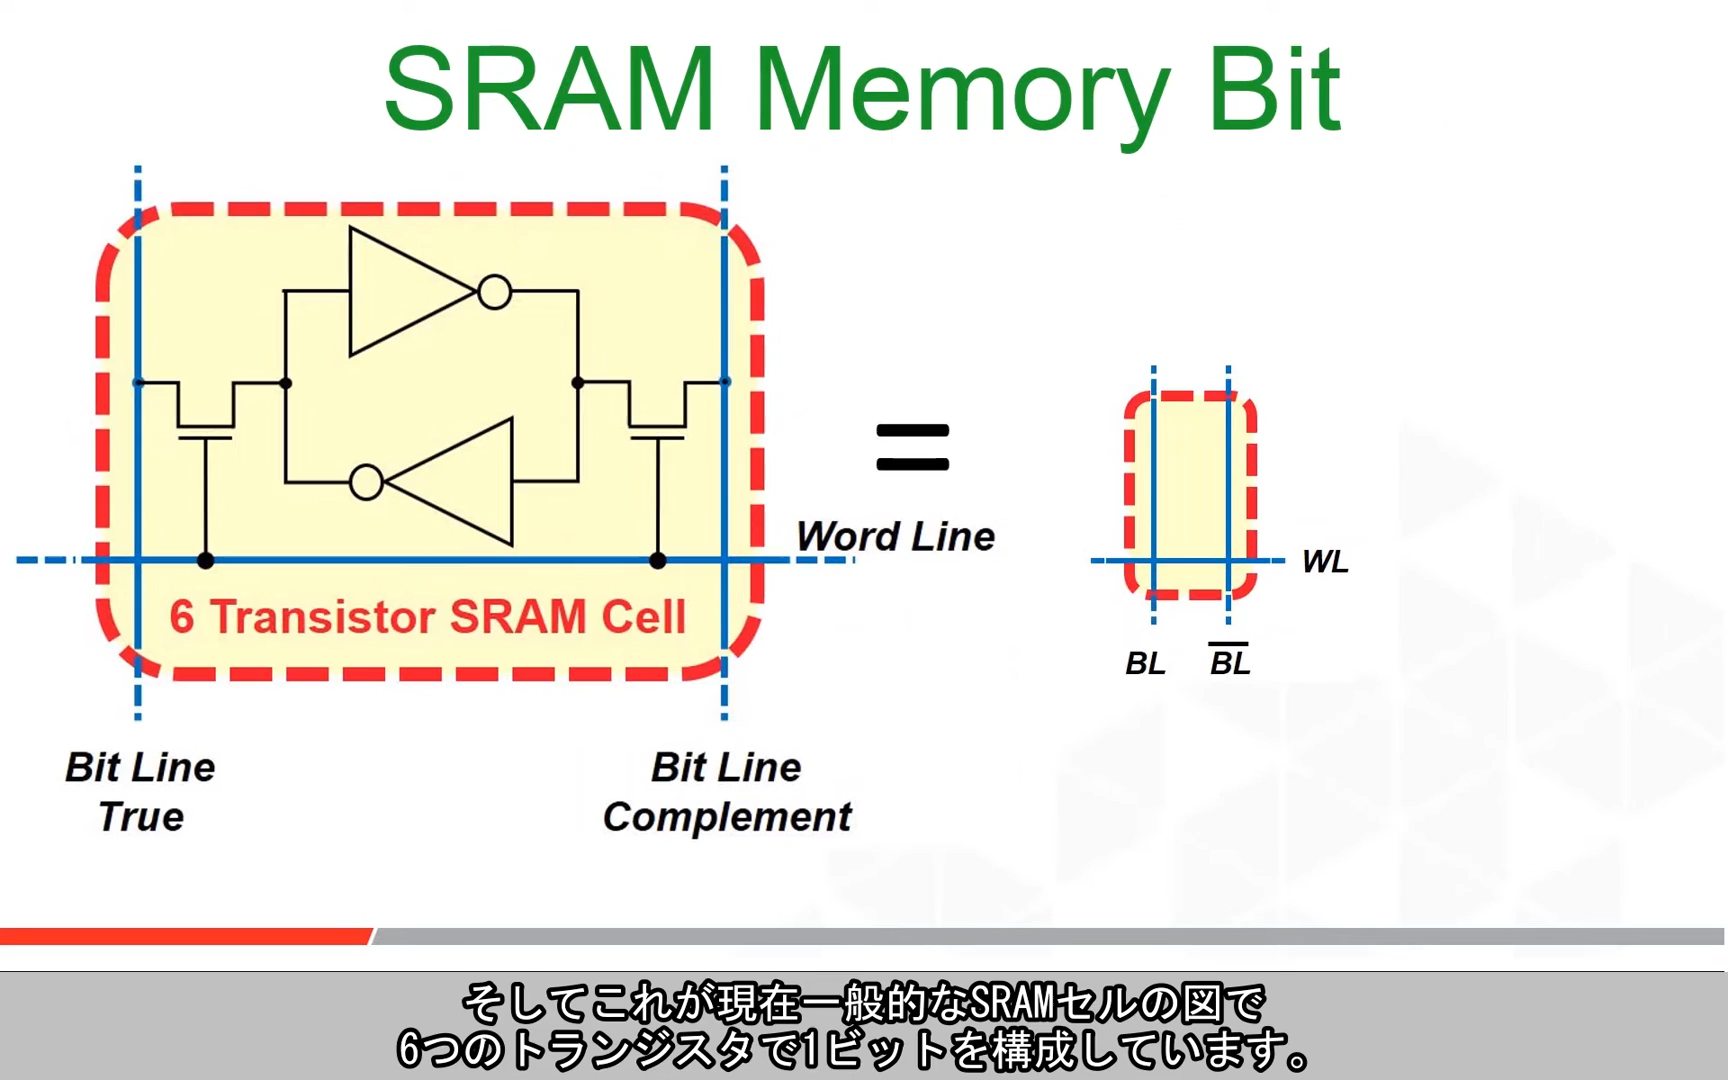 SRAM Memory Bit
6 Transistor SRAM Cell
Word Line
Bit Line
True
Bit Line
Complement
WL
BL
B̅L̅
そしてこれが現在一般的なSRAMセルの図で
6つのトランジスタで1ビットを構成しています。